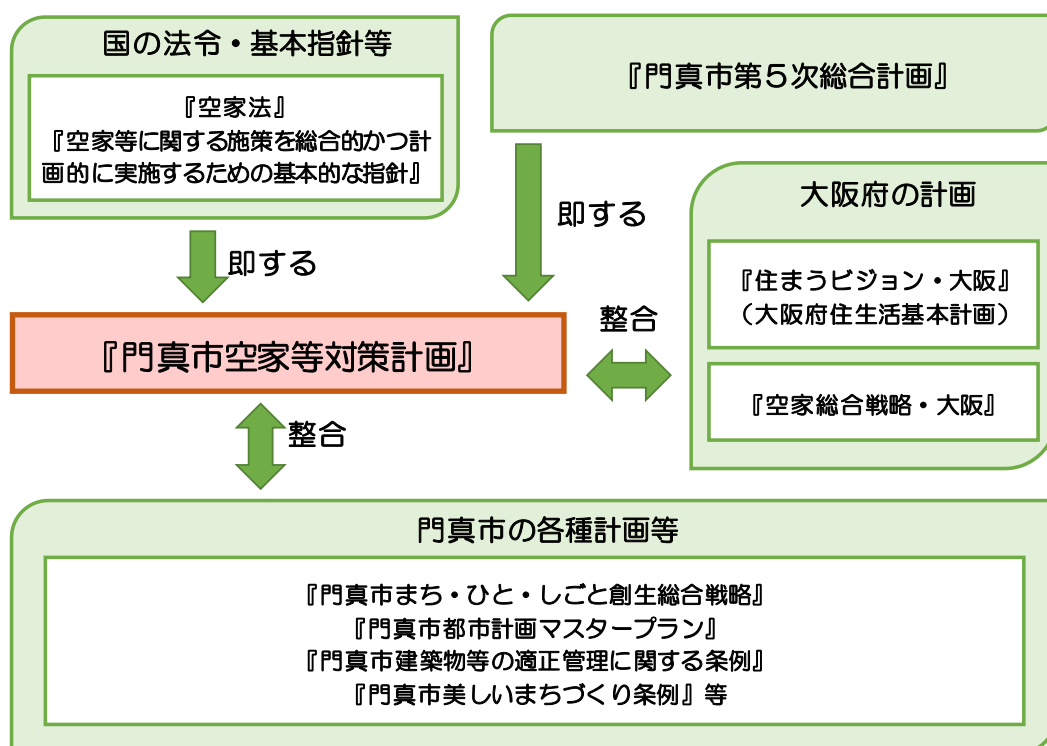 国の法令・基本指針等
『空家法』
『空家等に関する施策を総合的かつ計
画的に実施するための基本的な指針』
『門真市第５次総合計画』
即する
即する
大阪府の計画
『住まうビジョン・大阪』
（大阪府住生活基本計画）
『空家総合戦略・大阪』
整合
『門真市空家等対策計画』
整合
門真市の各種計画等
『門真市まち・ひと・しごと創生総合戦略』
『門真市都市計画マスタープラン』
『門真市建築物等の適正管理に関する条例』
『門真市美しいまちづくり条例』等